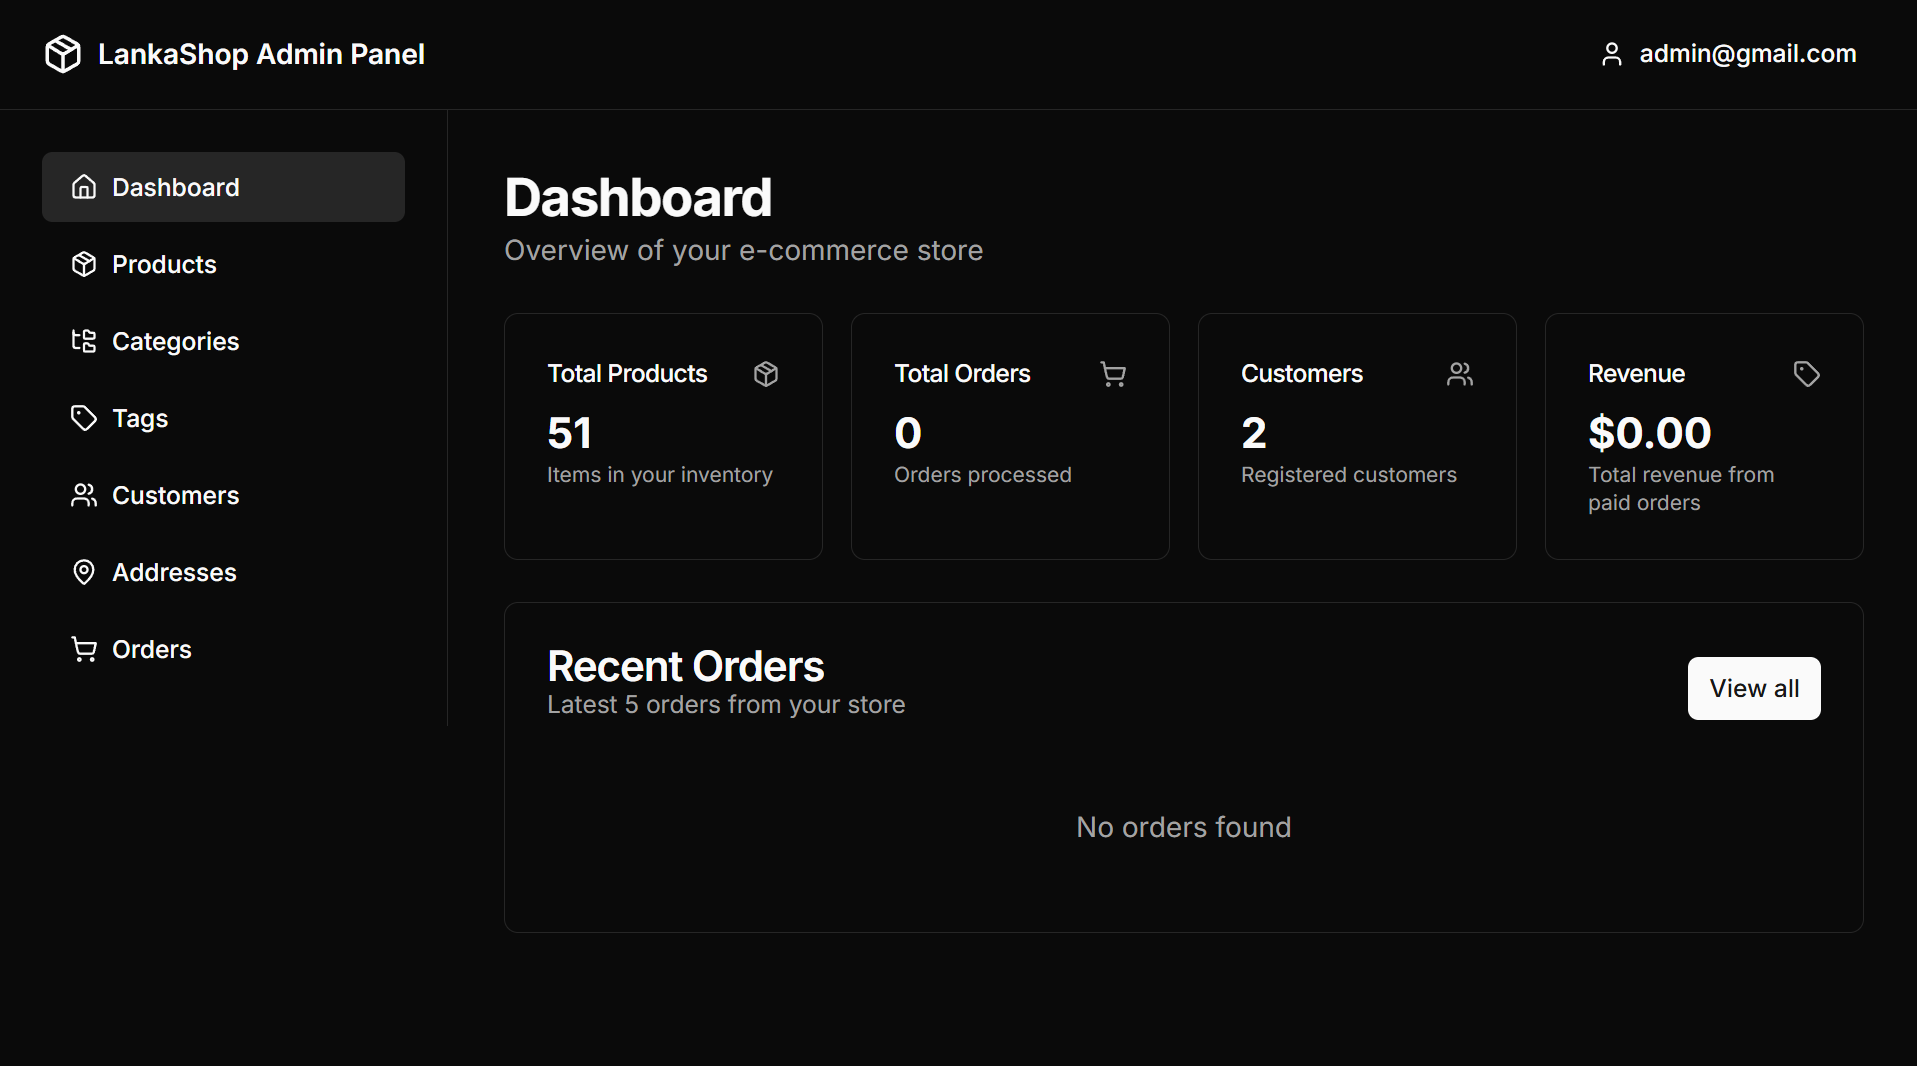 LankaShop Admin Panel
admin@gmail.com
Dashboard
Products
Categories
Tags
Customers
Addresses
Orders
Dashboard
Overview of your e-commerce store
Total Products
51
Items in your inventory
Total Orders
0
Orders processed
Customers
2
Registered customers
Revenue
$0.00
Total revenue from
paid orders
Recent Orders
Latest 5 orders from your store
View all
No orders found